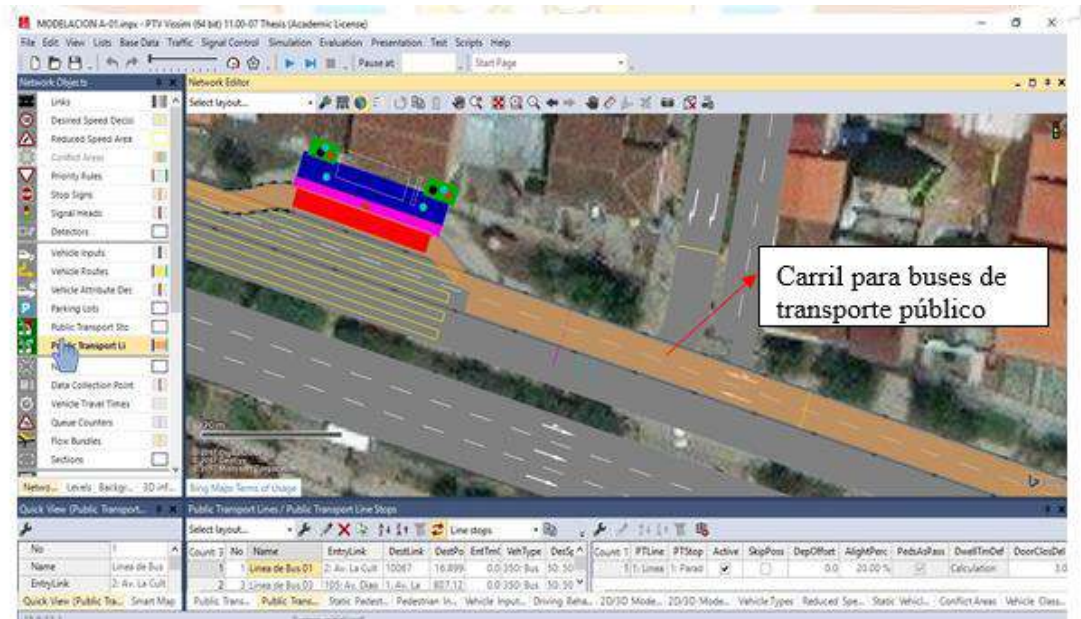 MODELACION A-01.inpx - PTV Vissim (64 bit) 11.00-07 Thesis (Academic License)
File Edit View Lists Base Data Traffic Signal Control Simulation Evaluation Presentation Test Scripts Help
Pause at: Start Page
Network Objects
Network Editor
Select layout...
Links
Desired Speed Decisi
Reduced Speed Area
Conflict Areas
Priority Rules
Stop Signs
Signal Heads
Detectors
Vehicle Inputs
Vehicle Routes
Vehicle Attribute Dec
Parking Lots
Public Transport Sto
Public Transport Li
Data Collection Point
Vehicle Travel Times
Queue Counters
Flow Bundles
Sections
Carril para buses de
transporte público
Bing Maps Terms of Usage
Netwo... Levels Backgr... 3D inf...
Quick View (Public Transport...
Public Transport Lines / Public Transport Line Stops
Select layout... Line stops
No 1
Name Linea de Bus
EntryLink 2: Av. La Cult
Count: 3 No Name EntryLink DestLink DestPo EntTmO VehType DesSp
1 1 Linea de Bus 01 2: Av. La Cult 10067 16.899 0.0 350: Bus 50: 50
2 3 Linea de Bus 03 105: Av. Dian 1: Av. La 807.12 0.0 350: Bus 50: 50
Count: 1 PTLine PTStop Active SkipPoss DepOffset AlightPerc PedsAsPass DwellTmDef DoorClosDel
1 1: Linea 1: Parad 0.0 20.00 % Calculation 3.0
Quick View (Public Tra... Smart Map
Public Trans... Public Trans... Static Pedest... Pedestrian In... Vehicle Input... Driving Beha... 2D/3D Mode... 2D/3D Mode... Vehicle Types Reduced Spe... Static Vehicl... Conflict Areas Vehicle Class...